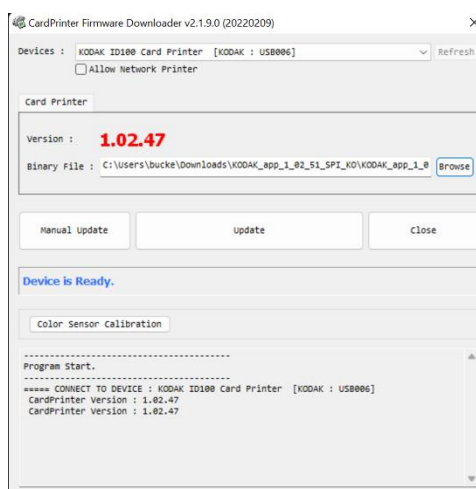 CardPrinter Firmware Downloader v2.1.9.0 (20220209)
Devices : KODAK ID100 Card Printer [KODAK : USB006] Refresh
Allow Network Printer
Card Printer
Version : 1.02.47
Binary File : C:\Users\bucke\Downloads\KODAK_app_1_02_51_SPI_KO\KODAK_app_1_0 Browse
Manual Update Update Close
Device is Ready.
Color Sensor Calibration
----------------------------------------
Program Start.
----------------------------------------
===== CONNECT TO DEVICE : KODAK ID100 Card Printer [KODAK : USB006]
CardPrinter Version : 1.02.47
CardPrinter Version : 1.02.47